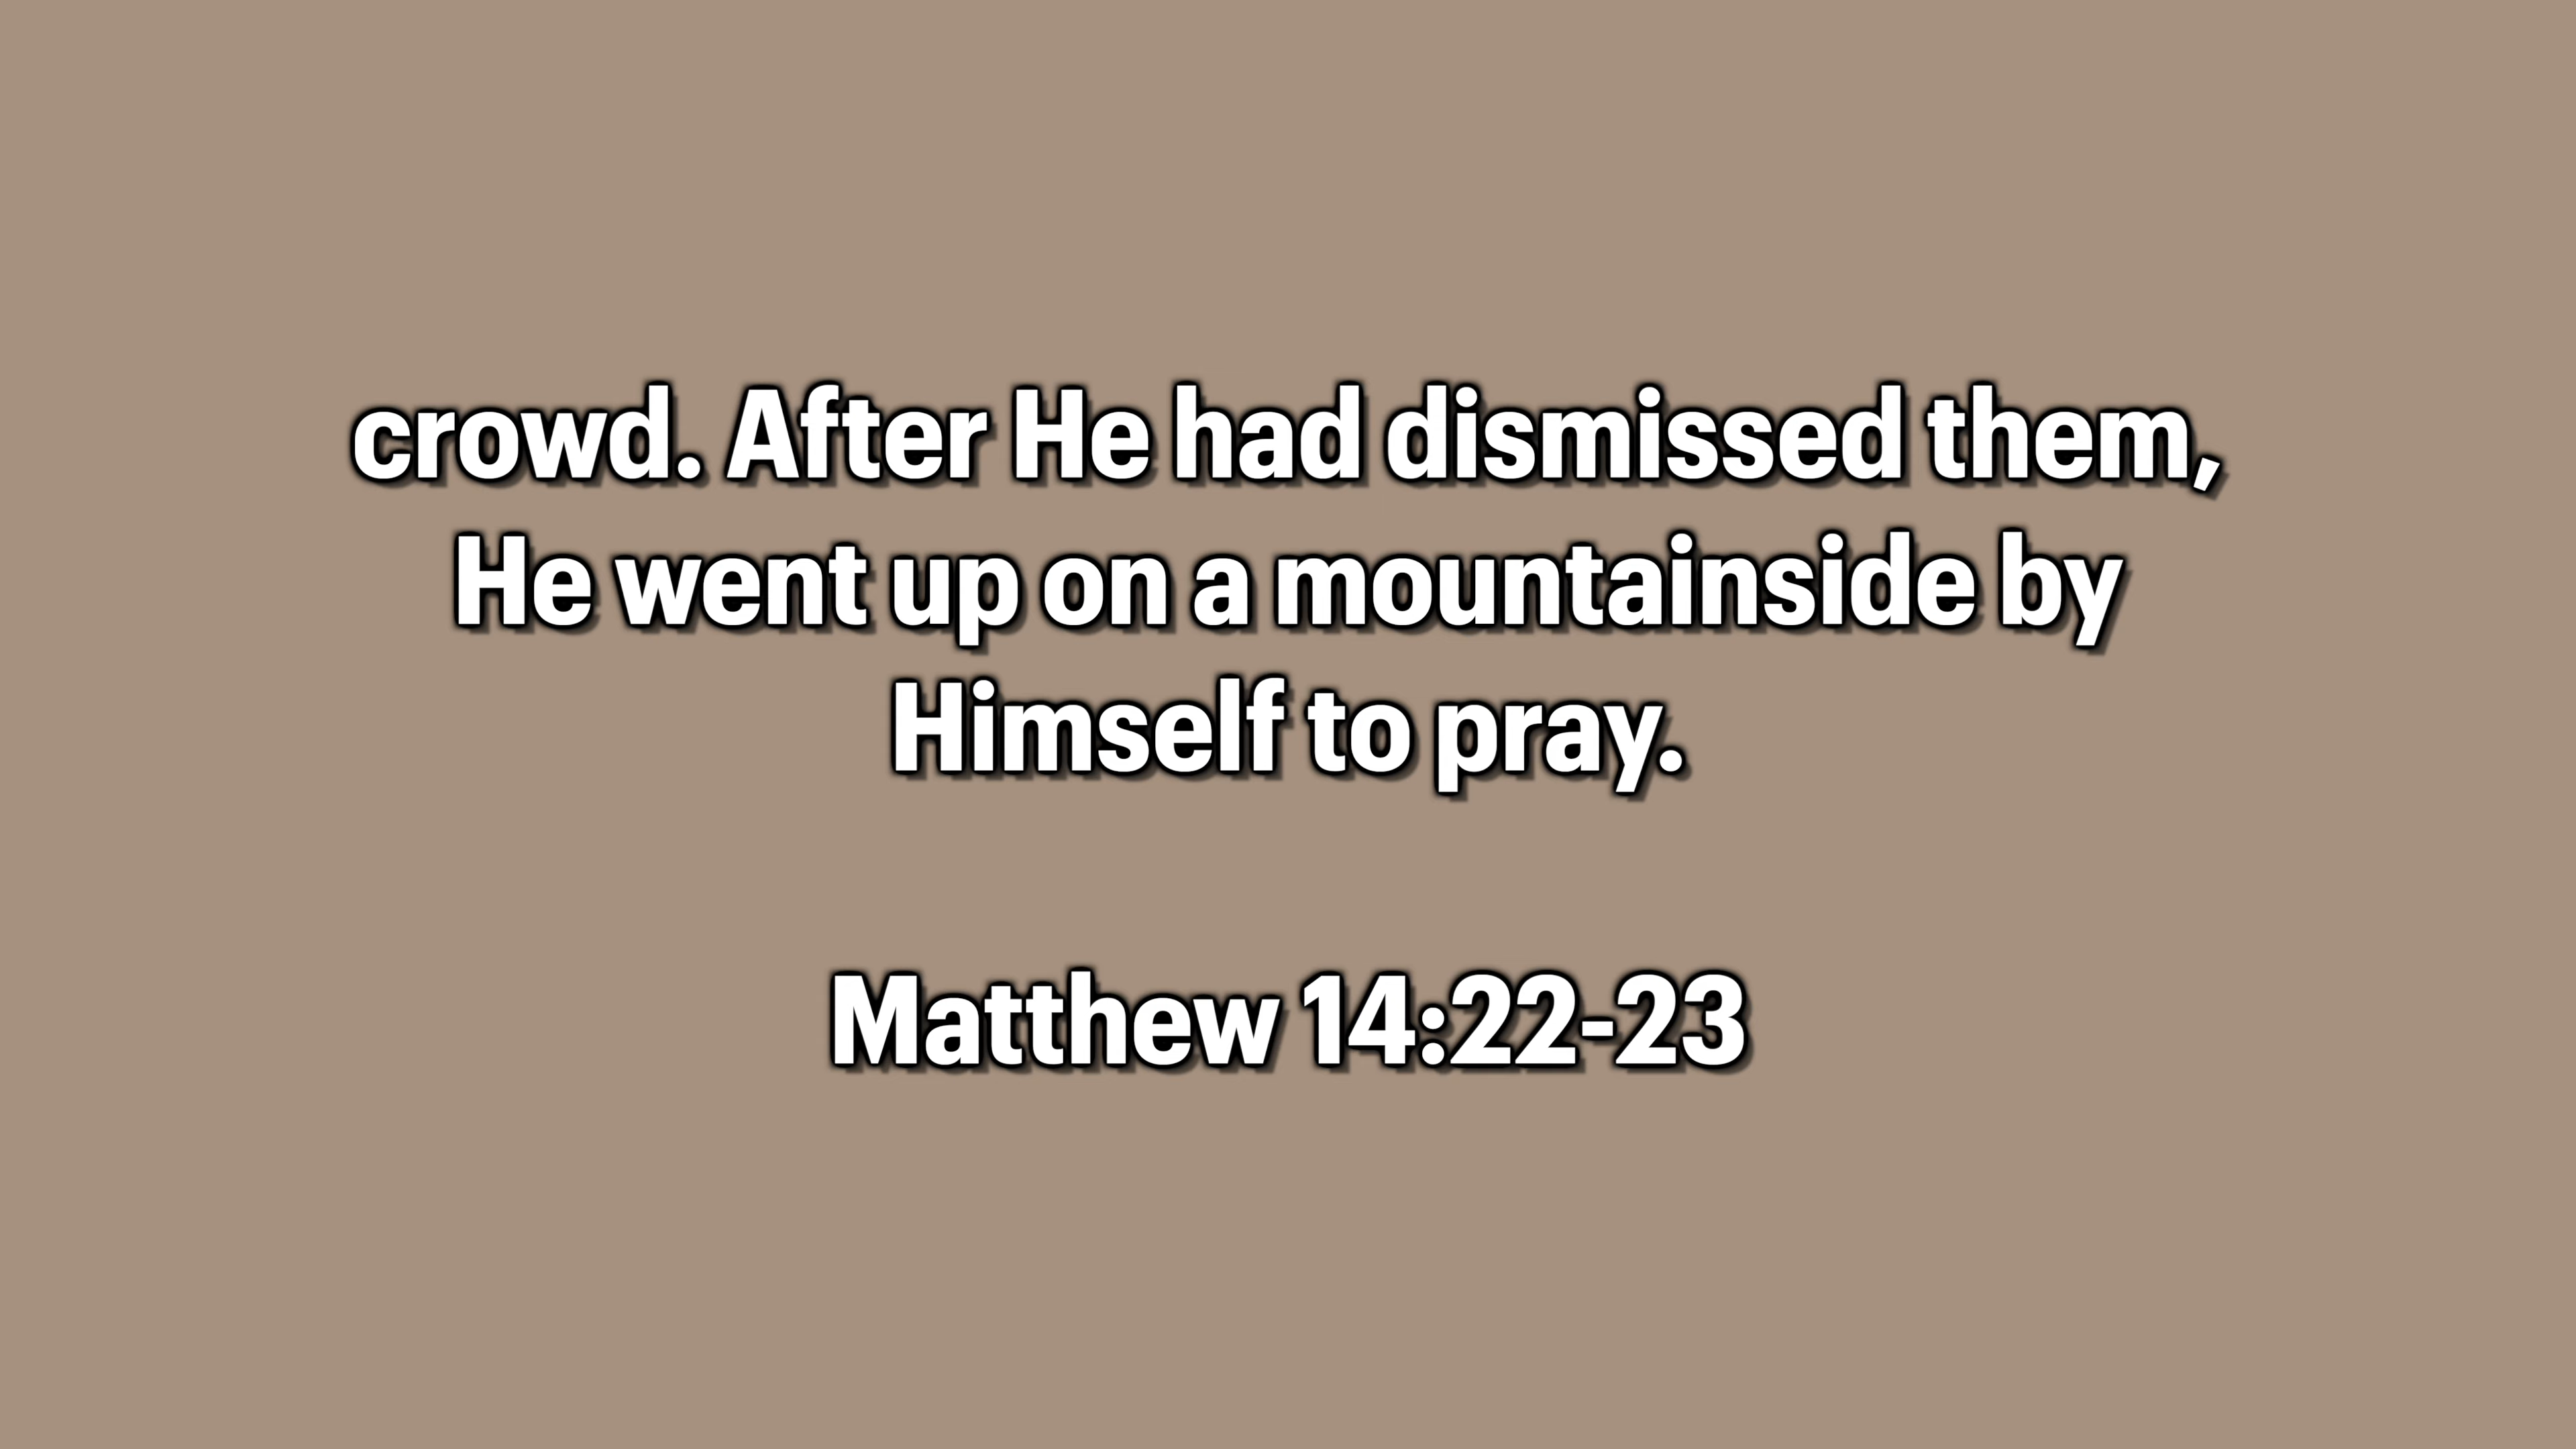 crowd. After He had dismissed them,
He went up on a mountainside by
Himself to pray.
Matthew 14:22-23